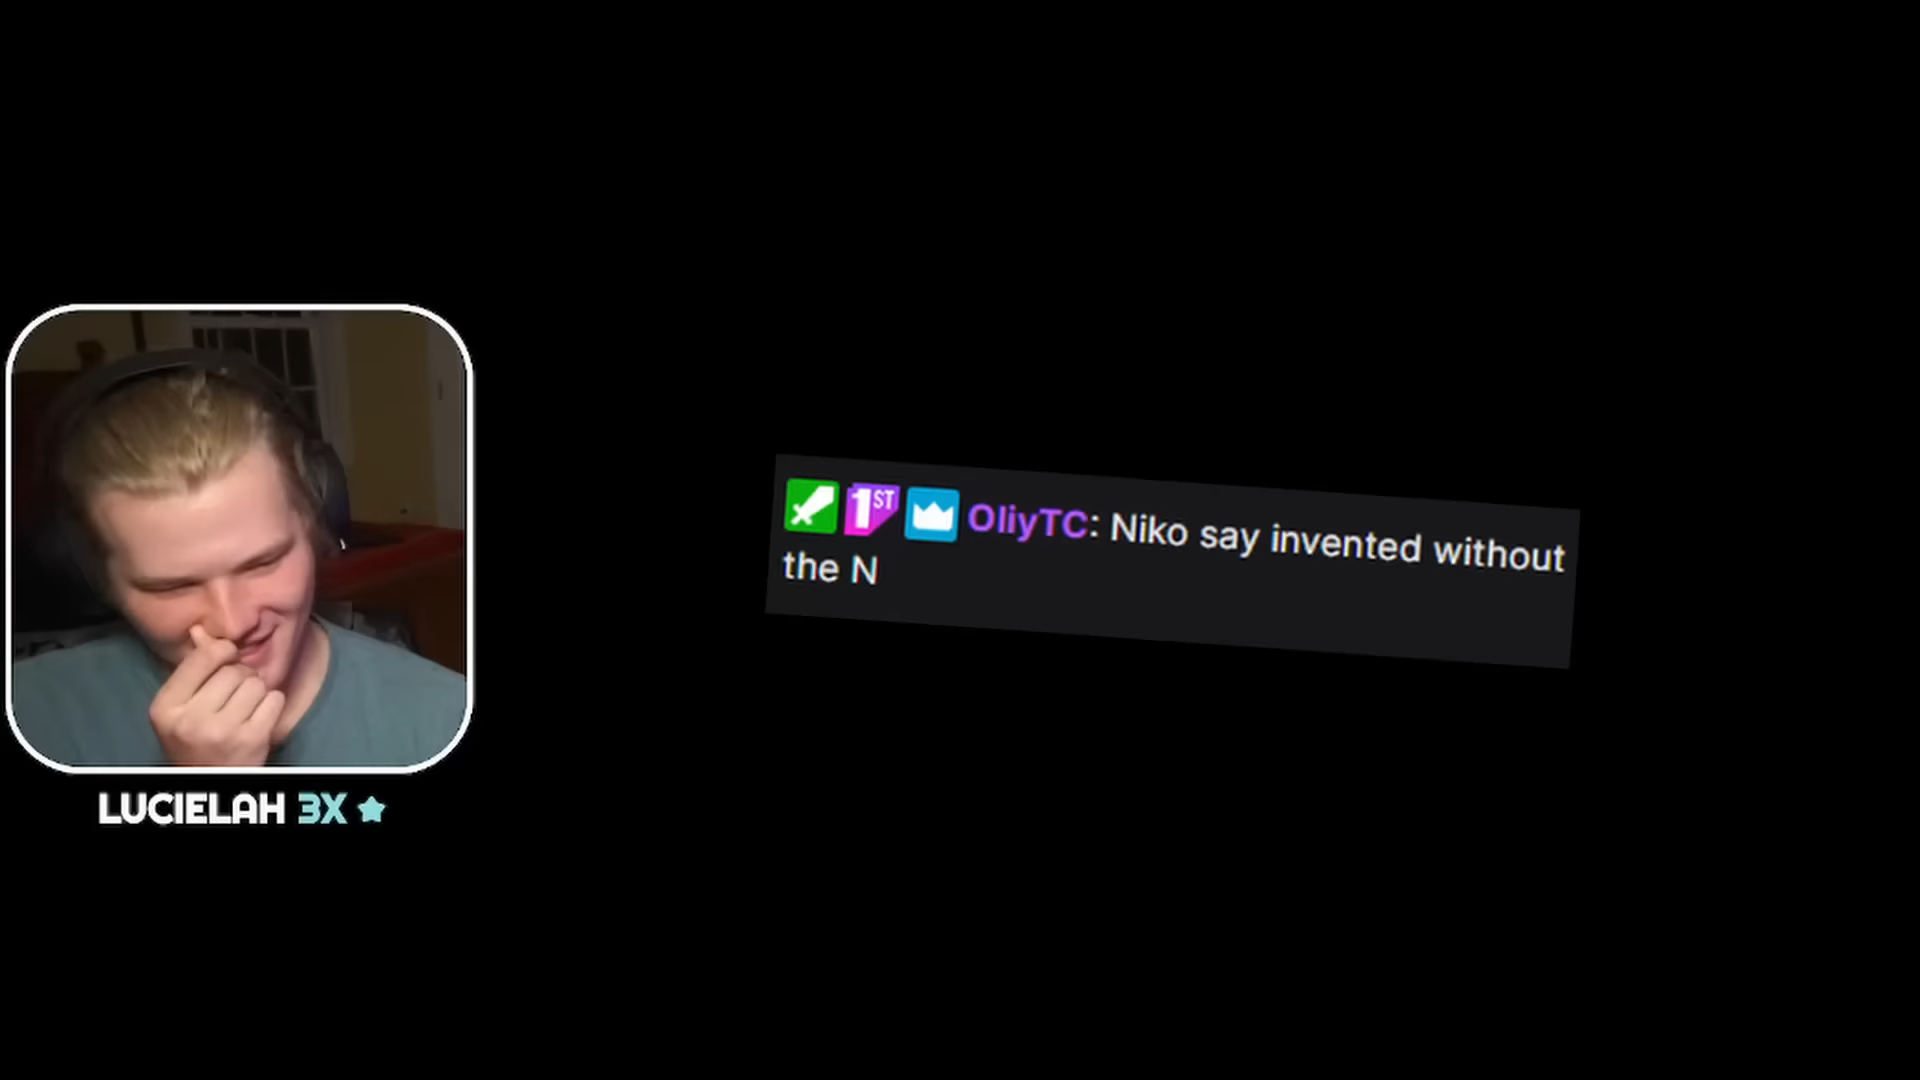 LUCIELAH 3X
1ST OliyTC: Niko say invented without
the N